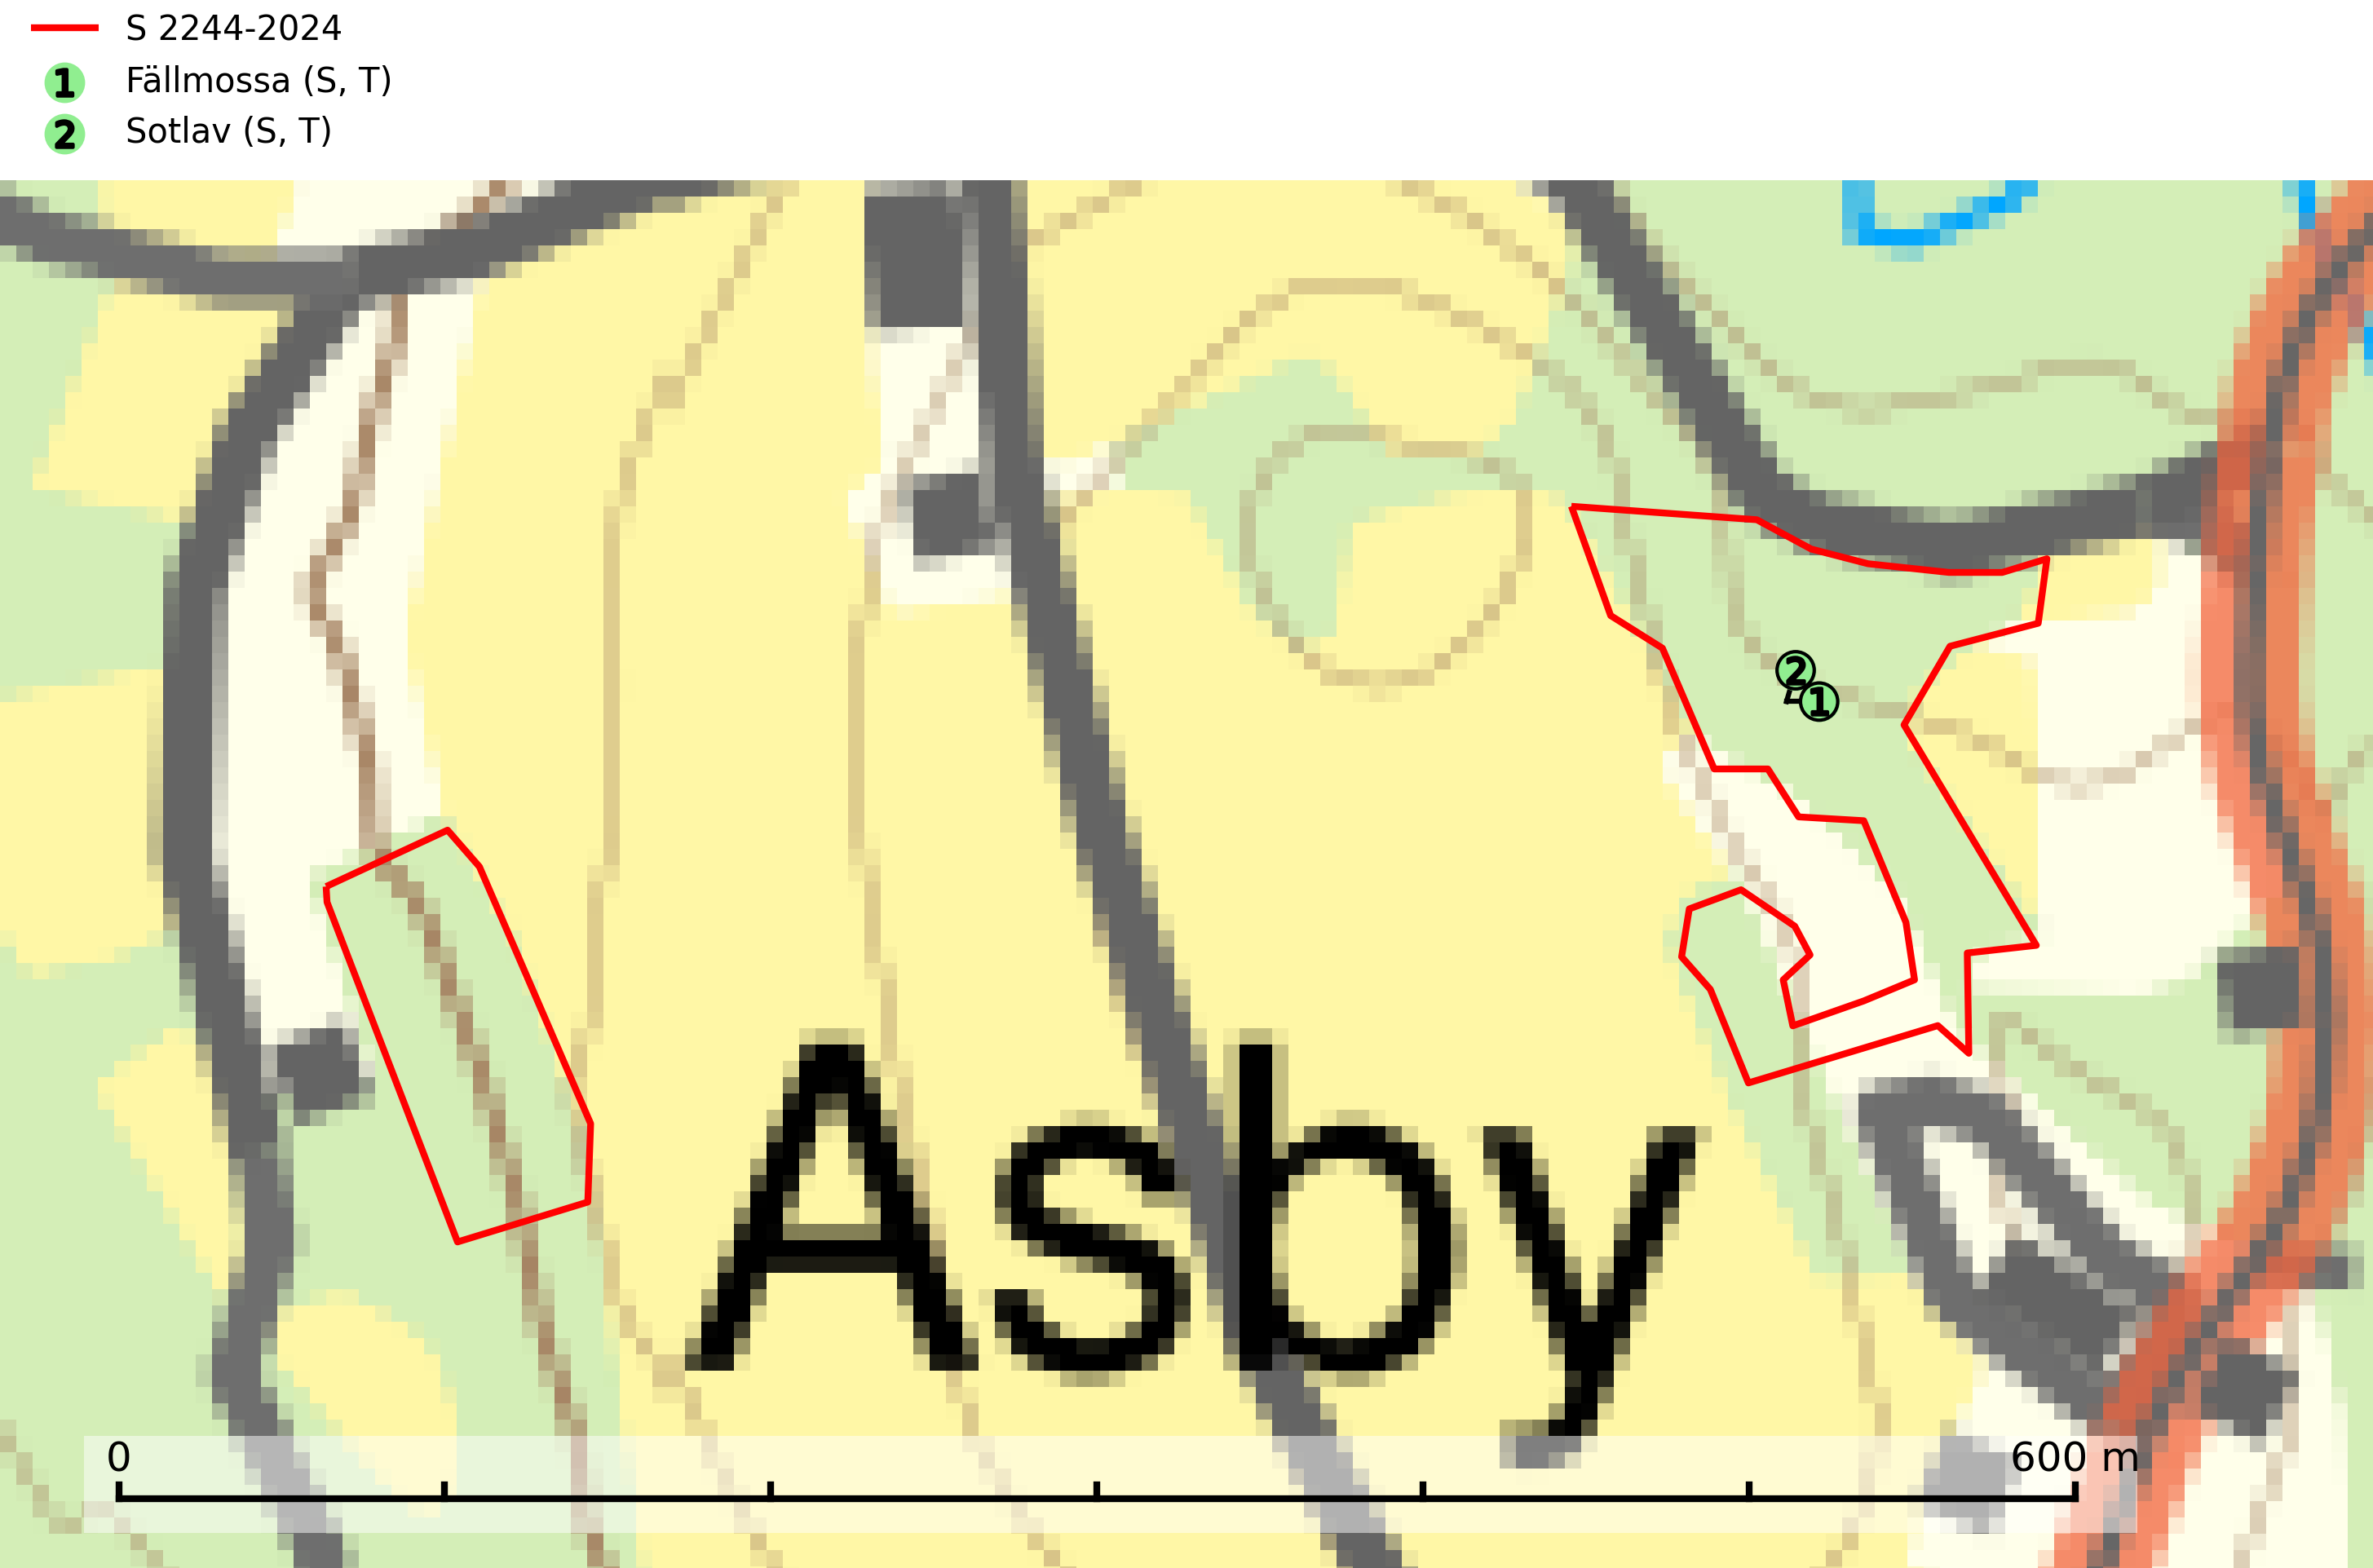 S 2244-2024
1 Fällmossa (S, T)
2 Sotlav (S, T)
2
1
Asby
0 600 m